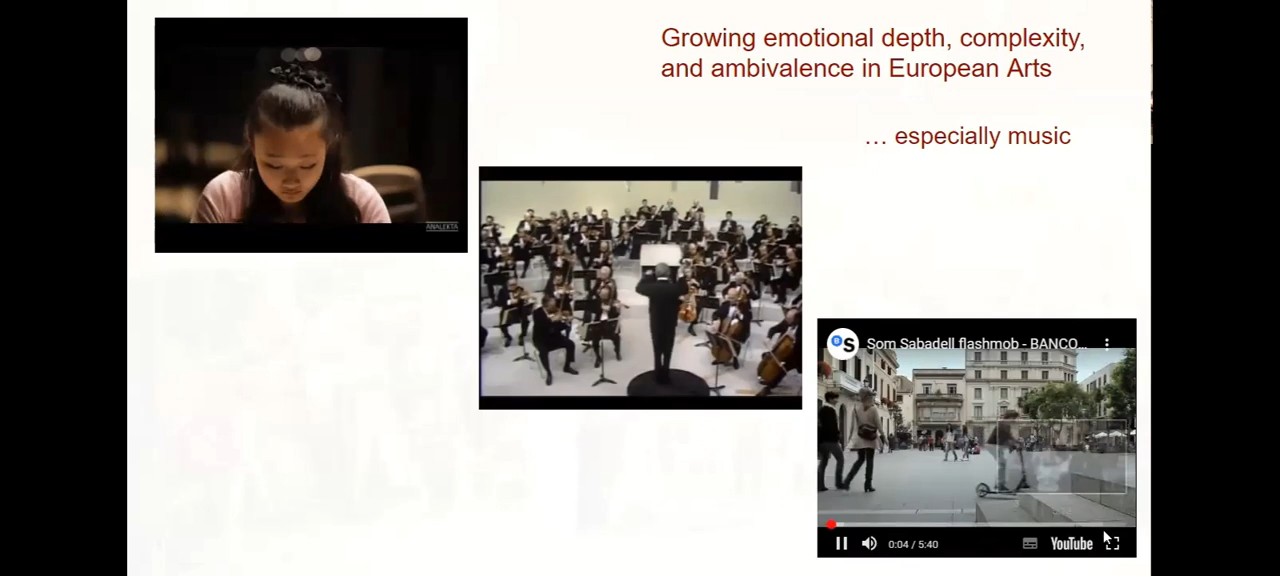 Growing emotional depth, complexity,
and ambivalence in European Arts
… especially music
ANALEKTA
BS
Som Sabadell flashmob - BANCO...
0:04 / 5:40
YouTube